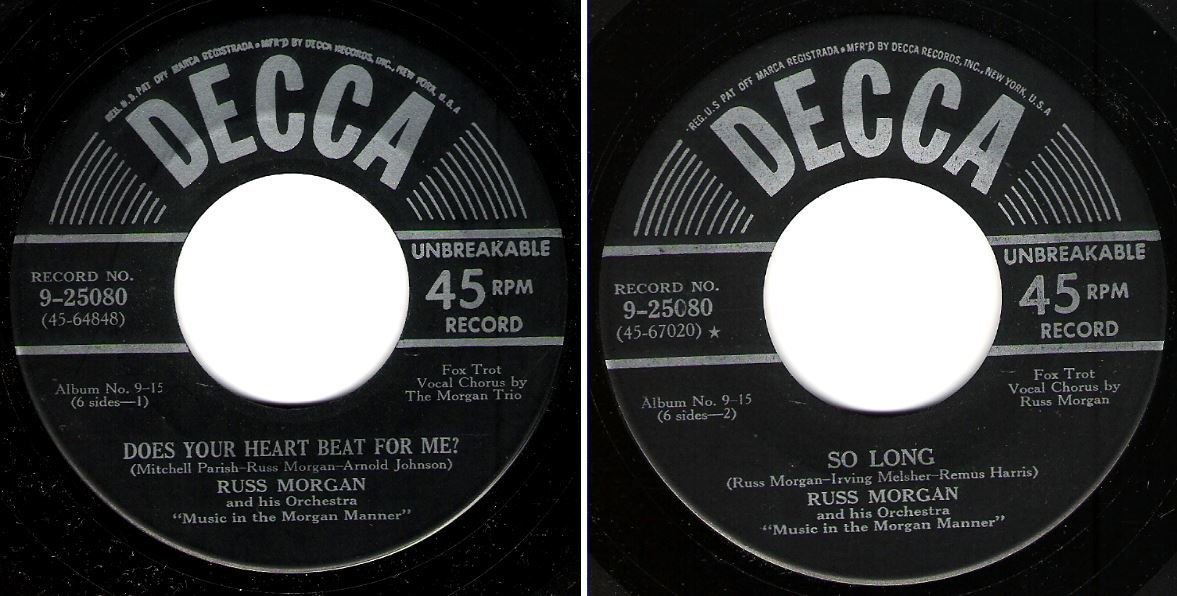 REG. U.S. PAT OFF MARCA REGISTRADA • MFR'D BY DECCA RECORDS, INC., NEW YORK, U.S.A
DECCA
UNBREAKABLE
45 RPM
RECORD
RECORD NO.
9-25080
(45-64848)
Album No. 9-15
(6 sides—1)
Fox Trot
Vocal Chorus by
The Morgan Trio
DOES YOUR HEART BEAT FOR ME?
(Mitchell Parish-Russ Morgan-Arnold Johnson)
RUSS MORGAN
and his Orchestra
"Music in the Morgan Manner"
REG. U.S. PAT OFF MARCA REGISTRADA • MFR'D BY DECCA RECORDS, INC., NEW YORK, U.S.A
DECCA
UNBREAKABLE
45 RPM
RECORD
RECORD NO.
9-25080
(45-67020) ★
Album No. 9-15
(6 sides—2)
Fox Trot
Vocal Chorus by
Russ Morgan
SO LONG
(Russ Morgan-Irving Melsher-Remus Harris)
RUSS MORGAN
and his Orchestra
"Music in the Morgan Manner"